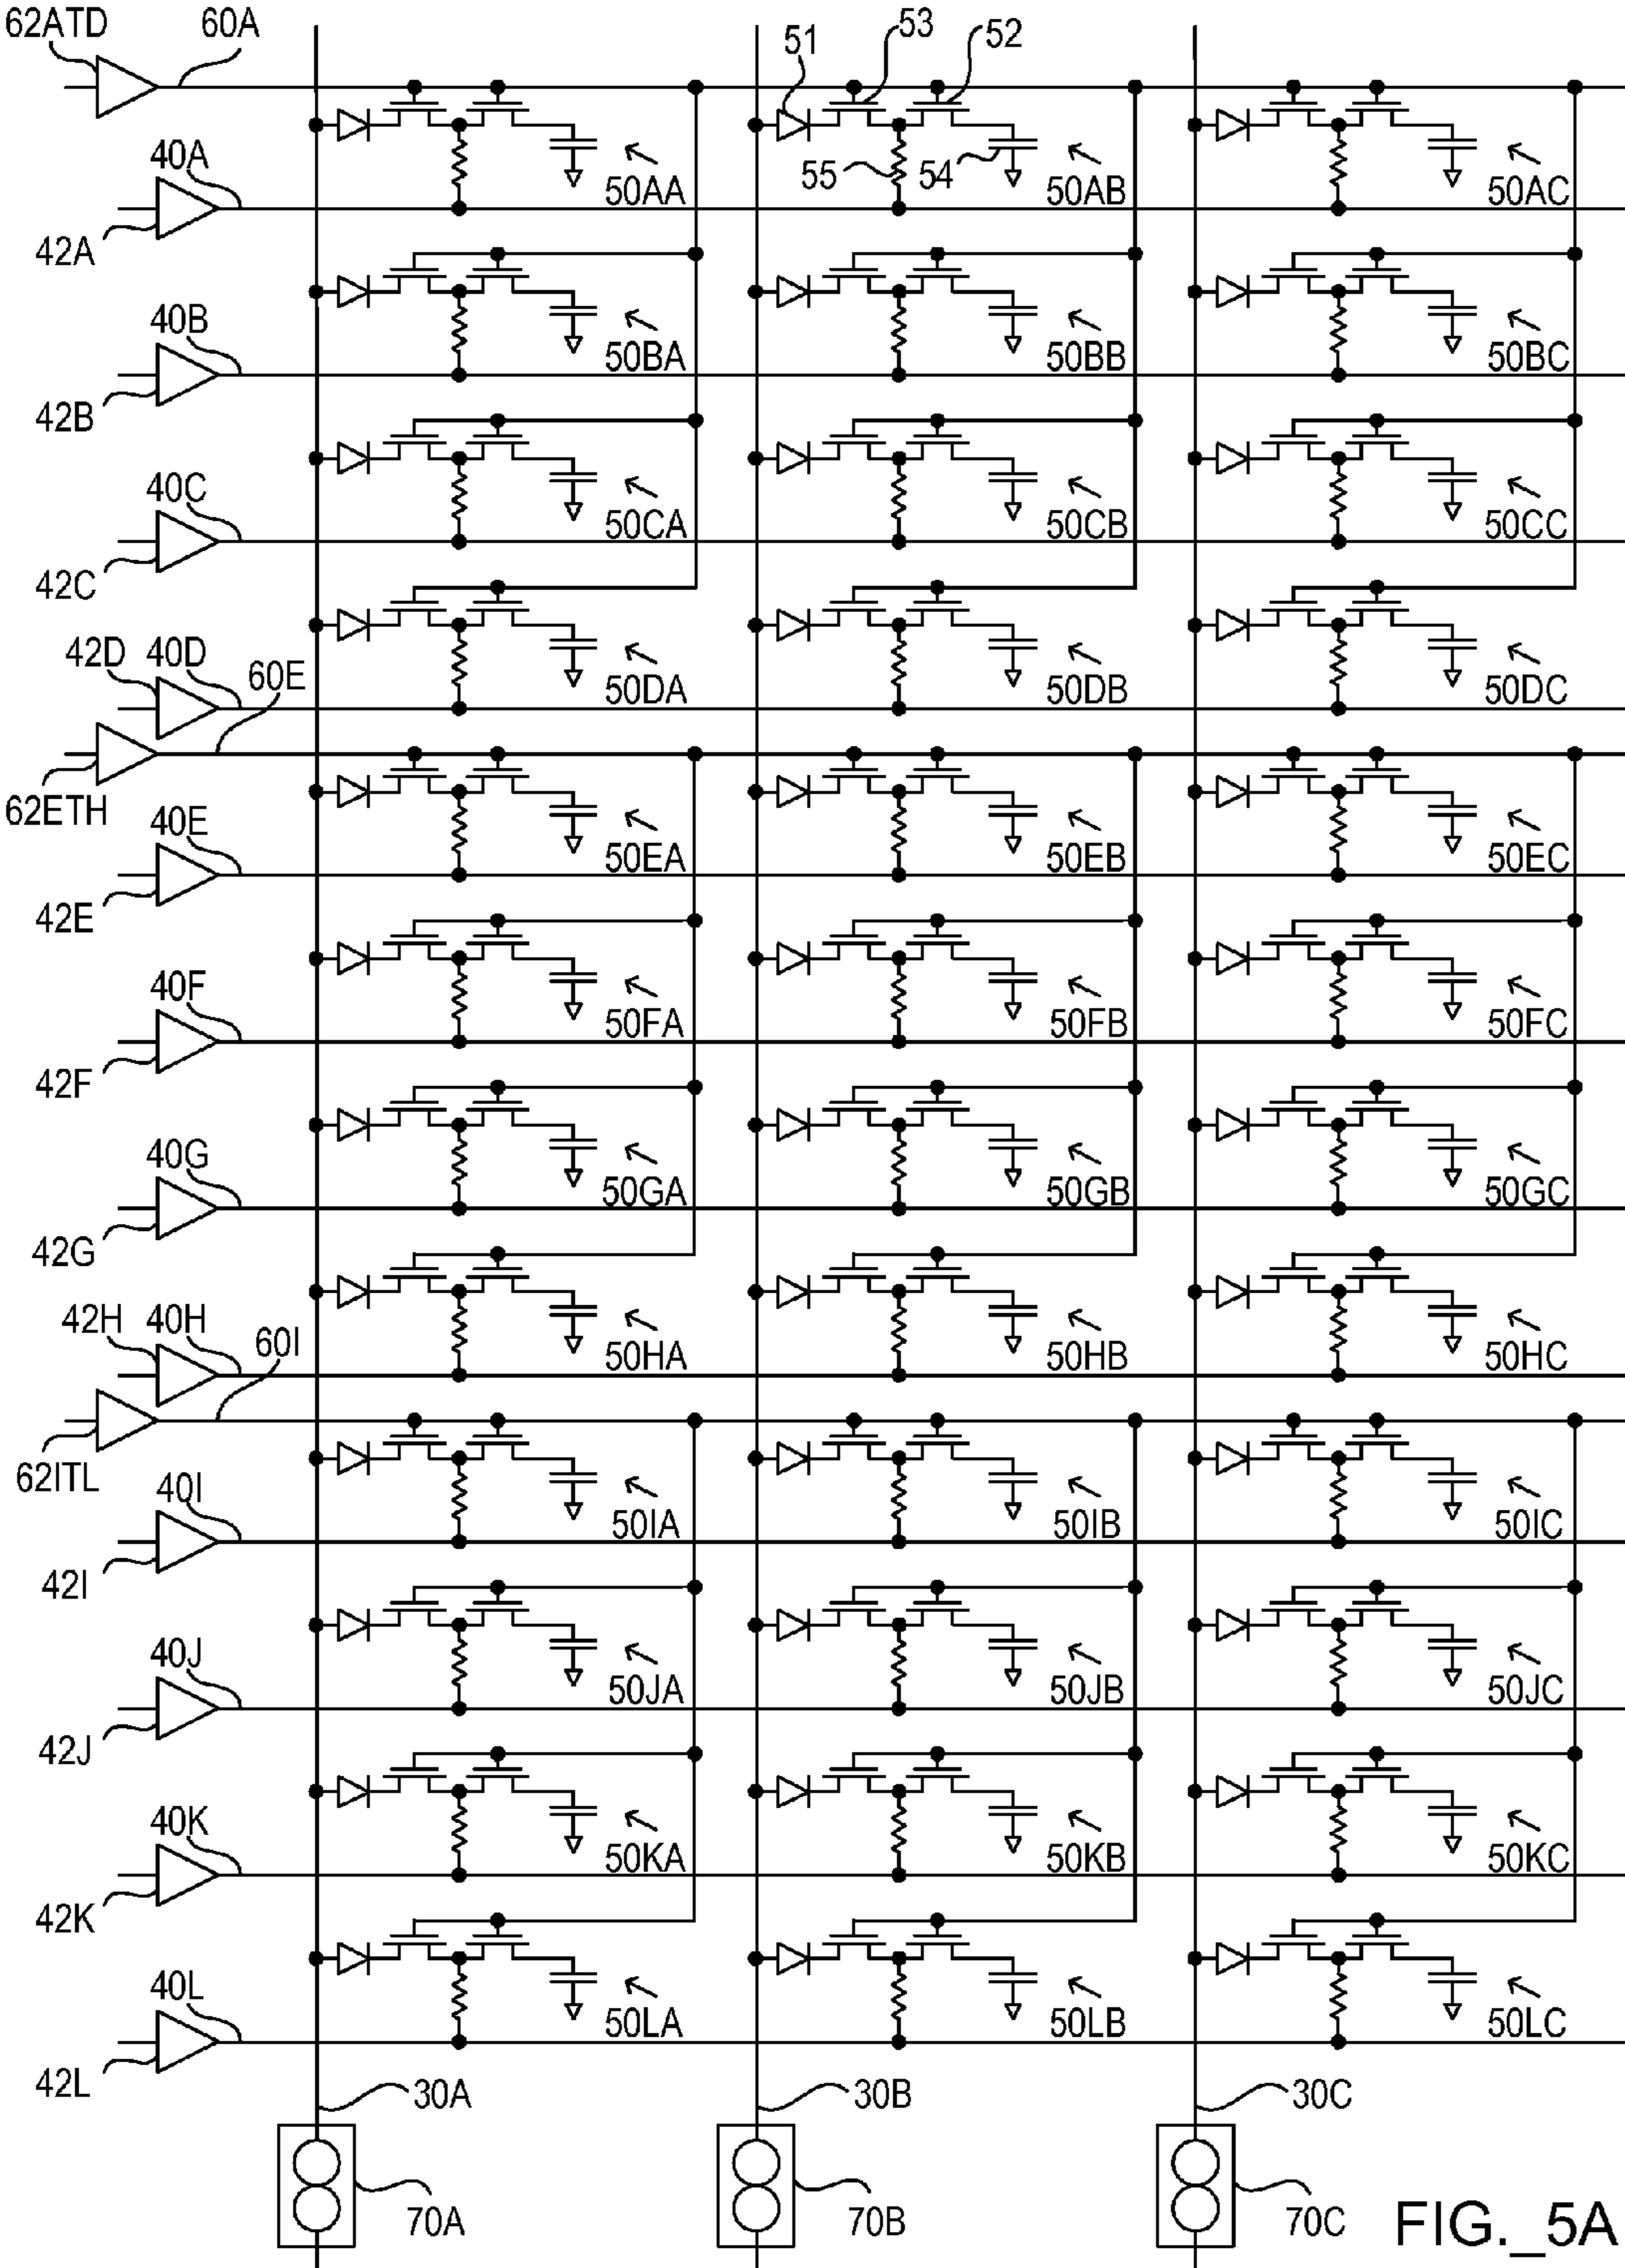 62ATD 60A 51 53 52
40A 55 54 50AA 50AB 50AC
42A
40B 50BA 50BB 50BC
42B
40C 50CA 50CB 50CC
42C
42D 40D 60E 50DA 50DB 50DC
62ETH 40E 50EA 50EB 50EC
42E
40F 50FA 50FB 50FC
42F
40G 50GA 50GB 50GC
42G
42H 40H 60I 50HA 50HB 50HC
62ITL 40I 50IA 50IB 50IC
42I
40J 50JA 50JB 50JC
42J
40K 50KA 50KB 50KC
42K
40L 50LA 50LB 50LC
42L
30A 30B 30C
70A 70B 70C
FIG._5A